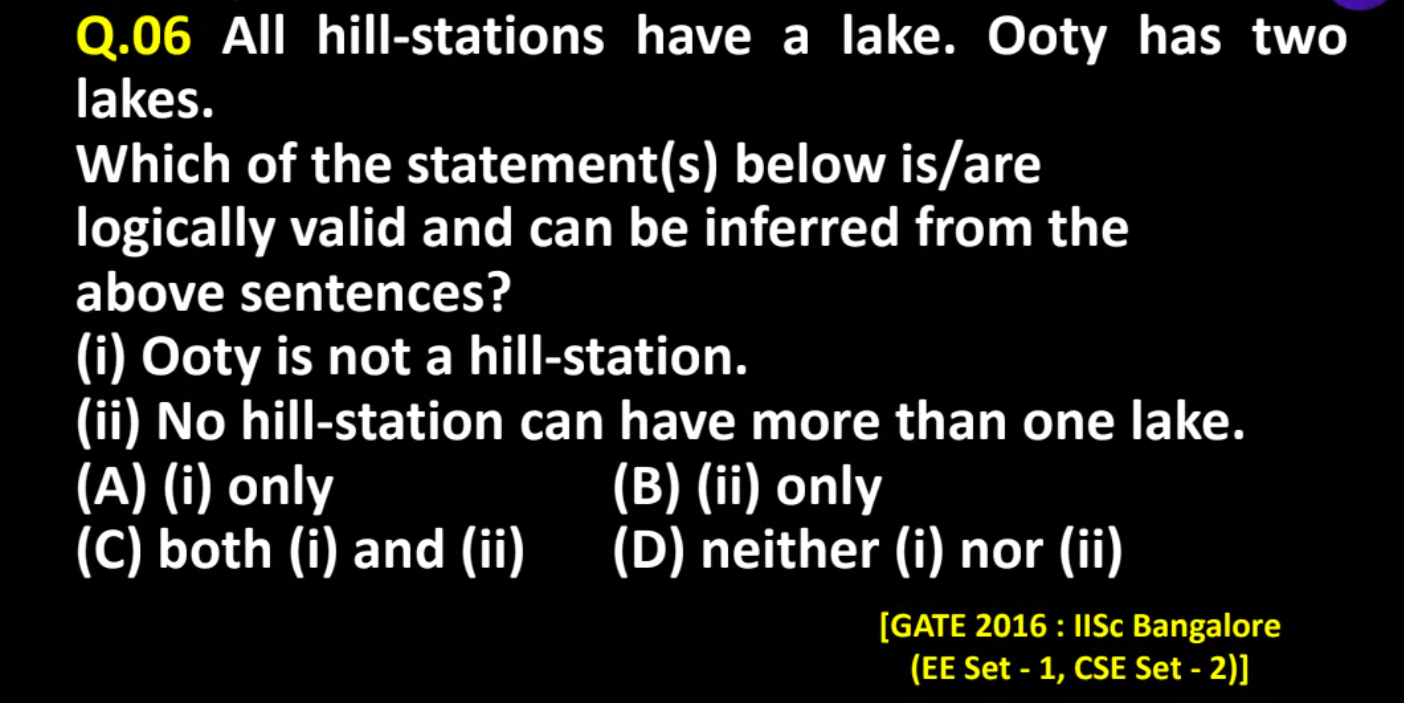 Q.06 All hill-stations have a lake. Ooty has two
lakes.
Which of the statement(s) below is/are
logically valid and can be inferred from the
above sentences?
(i) Ooty is not a hill-station.
(ii) No hill-station can have more than one lake.
(A) (i) only (B) (ii) only
(C) both (i) and (ii) (D) neither (i) nor (ii)
[GATE 2016 : IISc Bangalore
(EE Set - 1, CSE Set - 2)]